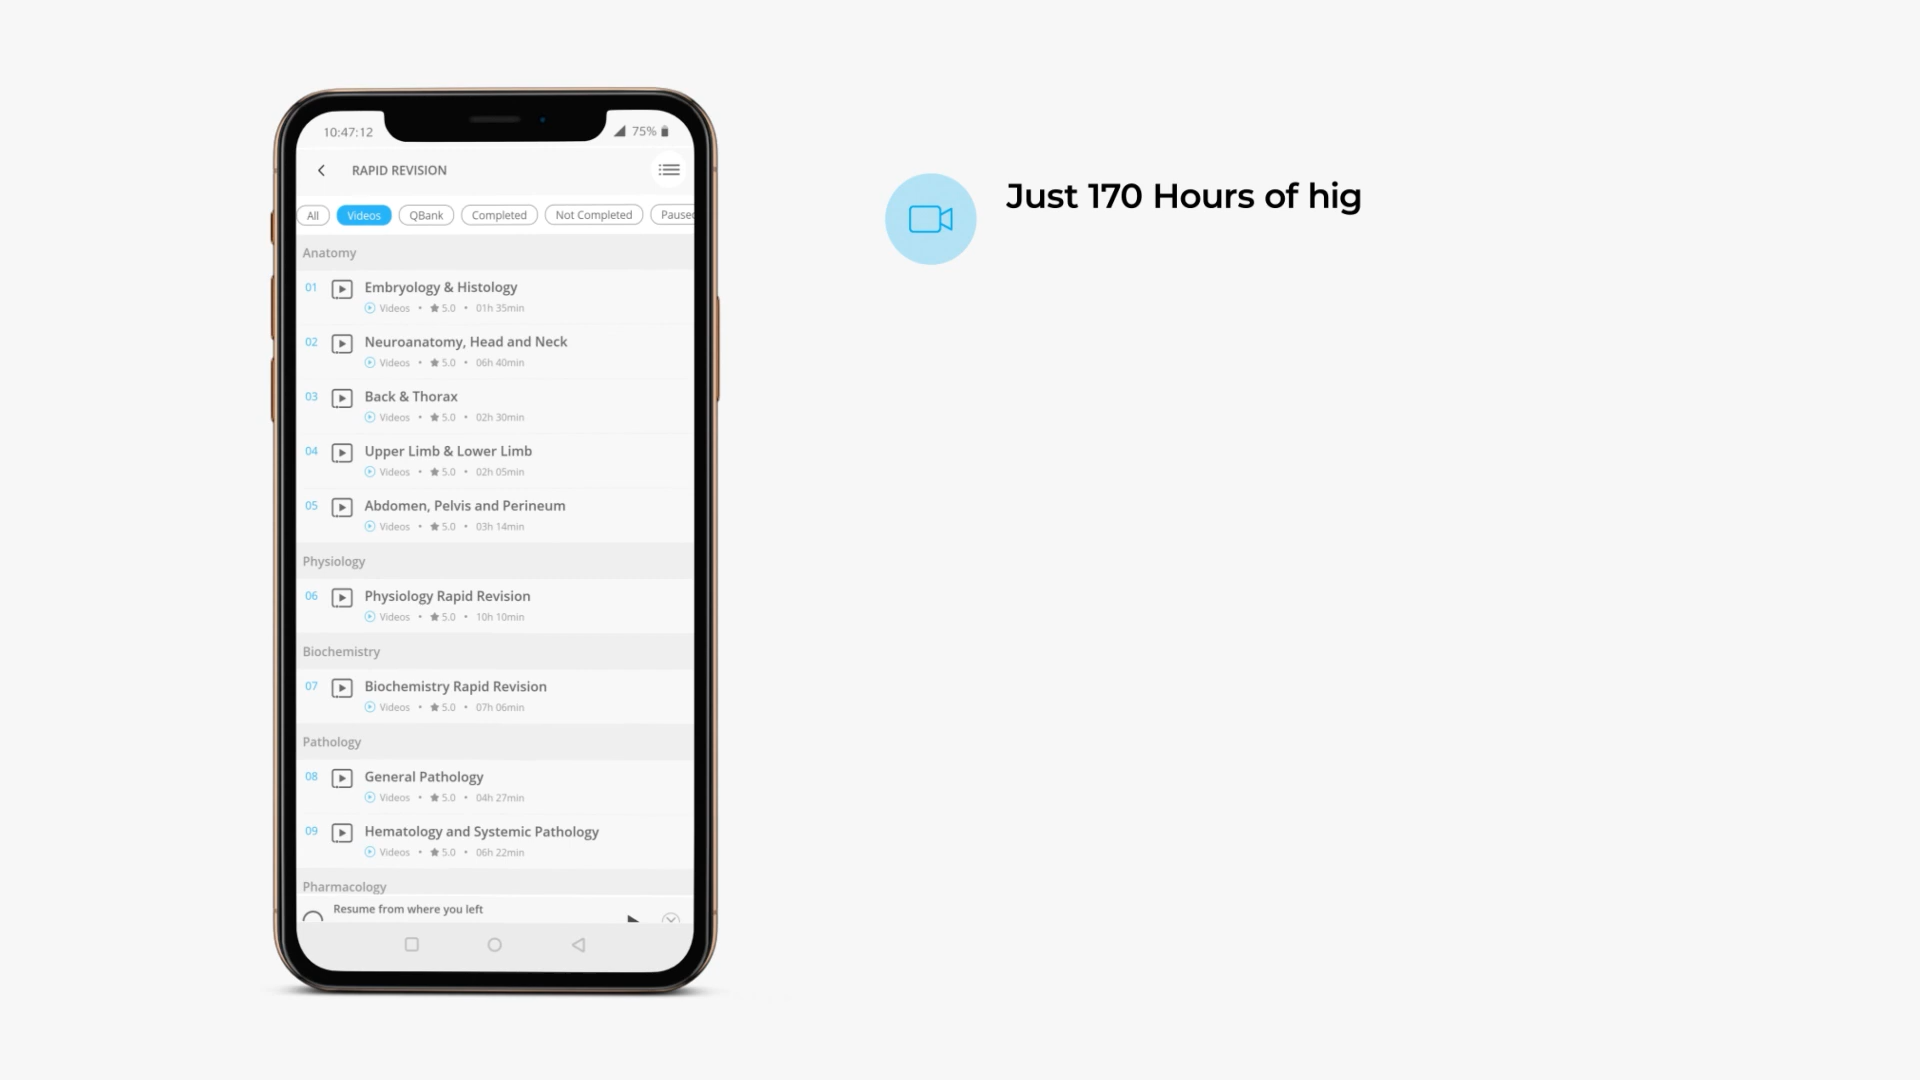 10:47:12
75%
RAPID REVISION
All Videos QBank Completed Not Completed Paused
Anatomy
01 Embryology & Histology
Videos • ★ 5.0 • 01h 35min
02 Neuroanatomy, Head and Neck
Videos • ★ 5.0 • 06h 40min
03 Back & Thorax
Videos • ★ 5.0 • 02h 30min
04 Upper Limb & Lower Limb
Videos • ★ 5.0 • 02h 05min
05 Abdomen, Pelvis and Perineum
Videos • ★ 5.0 • 03h 14min
Physiology
06 Physiology Rapid Revision
Videos • ★ 5.0 • 10h 10min
Biochemistry
07 Biochemistry Rapid Revision
Videos • ★ 5.0 • 07h 06min
Pathology
08 General Pathology
Videos • ★ 5.0 • 04h 27min
09 Hematology and Systemic Pathology
Videos • ★ 5.0 • 06h 22min
Pharmacology
Resume from where you left
Just 170 Hours of hig